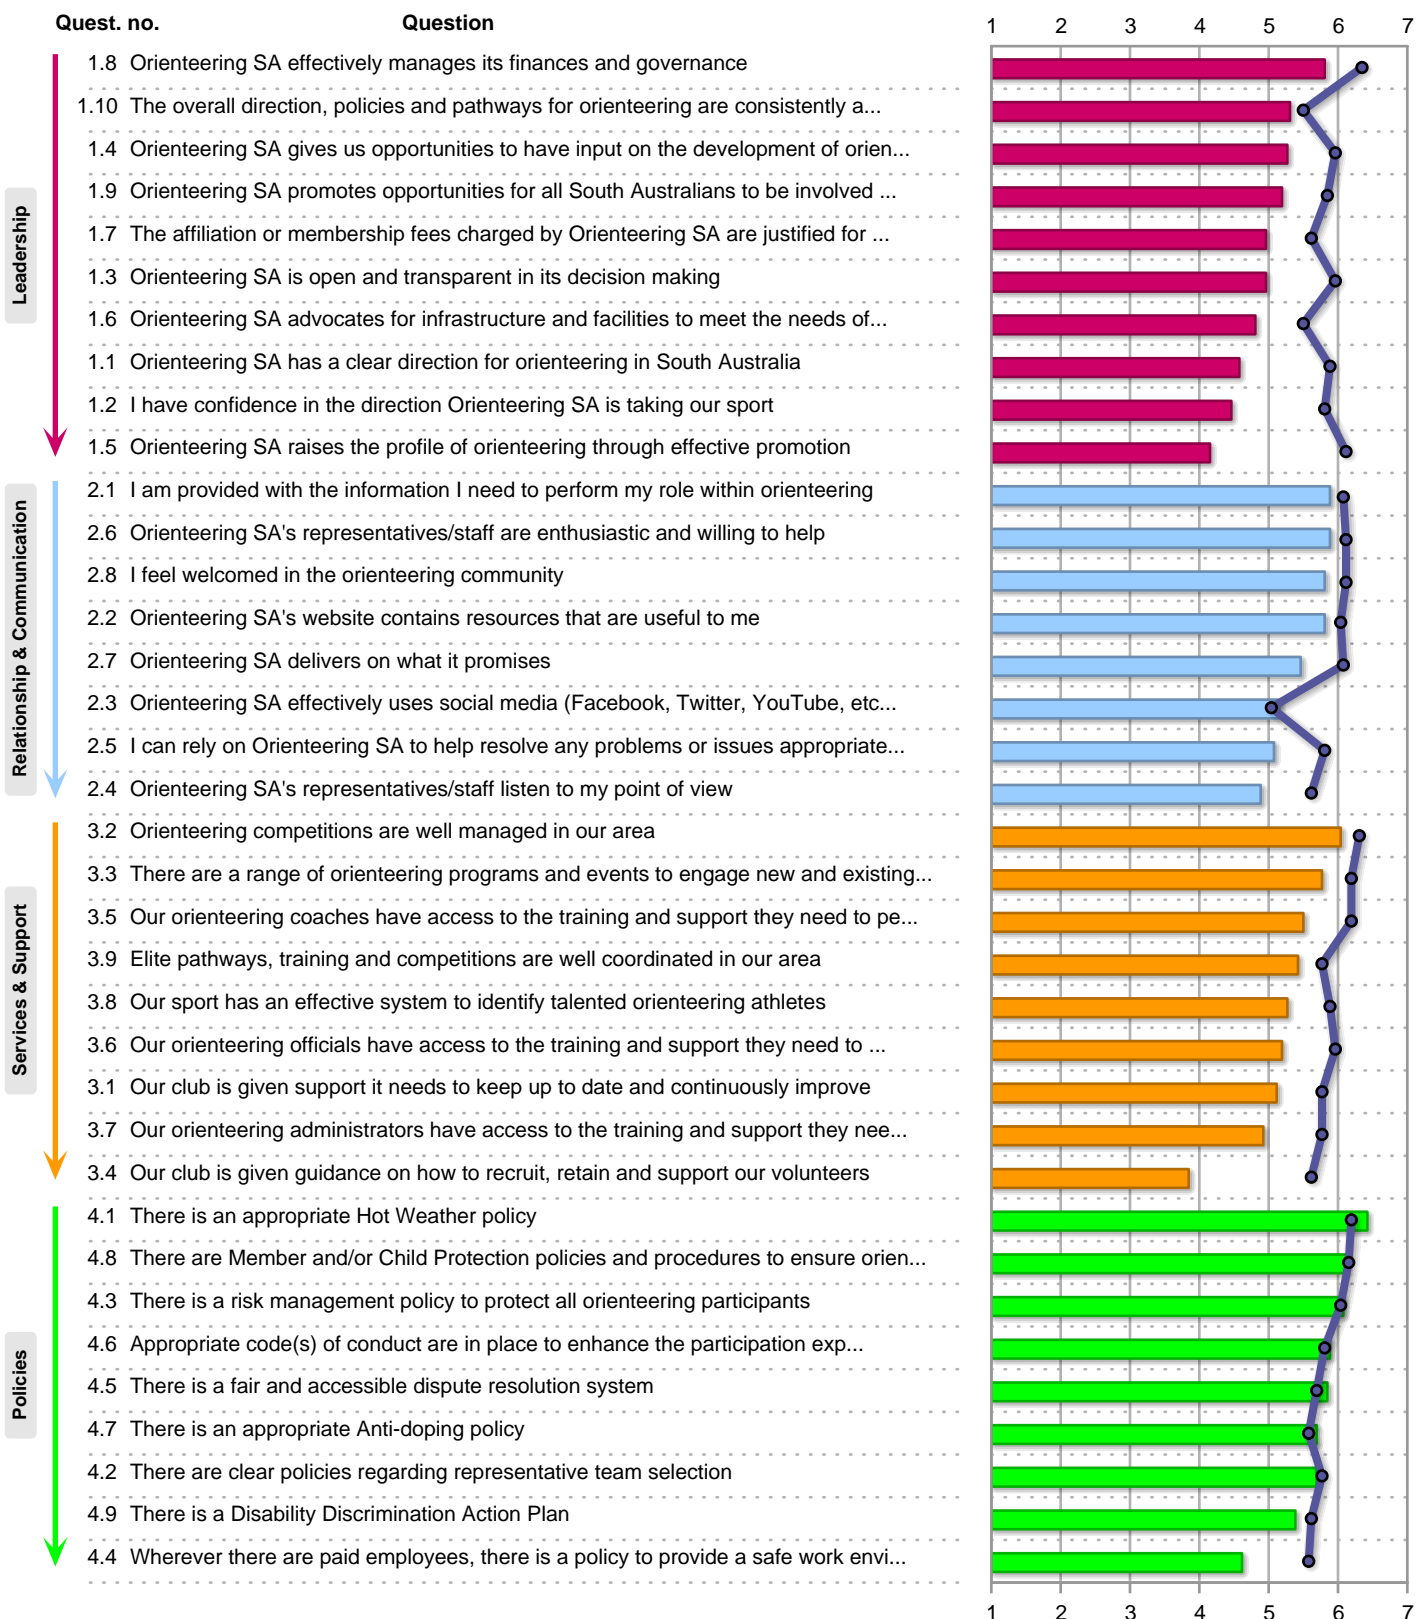 Quest. no. Question 1 2 3 4 5 6 7
Leadership
1.8 Orienteering SA effectively manages its finances and governance
1.10 The overall direction, policies and pathways for orienteering are consistently a...
1.4 Orienteering SA gives us opportunities to have input on the development of orien...
1.9 Orienteering SA promotes opportunities for all South Australians to be involved ...
1.7 The affiliation or membership fees charged by Orienteering SA are justified for ...
1.3 Orienteering SA is open and transparent in its decision making
1.6 Orienteering SA advocates for infrastructure and facilities to meet the needs of...
1.1 Orienteering SA has a clear direction for orienteering in South Australia
1.2 I have confidence in the direction Orienteering SA is taking our sport
1.5 Orienteering SA raises the profile of orienteering through effective promotion
Relationship & Communication
2.1 I am provided with the information I need to perform my role within orienteering
2.6 Orienteering SA's representatives/staff are enthusiastic and willing to help
2.8 I feel welcomed in the orienteering community
2.2 Orienteering SA's website contains resources that are useful to me
2.7 Orienteering SA delivers on what it promises
2.3 Orienteering SA effectively uses social media (Facebook, Twitter, YouTube, etc...
2.5 I can rely on Orienteering SA to help resolve any problems or issues appropriate...
2.4 Orienteering SA's representatives/staff listen to my point of view
Services & Support
3.2 Orienteering competitions are well managed in our area
3.3 There are a range of orienteering programs and events to engage new and existing...
3.5 Our orienteering coaches have access to the training and support they need to pe...
3.9 Elite pathways, training and competitions are well coordinated in our area
3.8 Our sport has an effective system to identify talented orienteering athletes
3.6 Our orienteering officials have access to the training and support they need to ...
3.1 Our club is given support it needs to keep up to date and continuously improve
3.7 Our orienteering administrators have access to the training and support they nee...
3.4 Our club is given guidance on how to recruit, retain and support our volunteers
Policies
4.1 There is an appropriate Hot Weather policy
4.8 There are Member and/or Child Protection policies and procedures to ensure orien...
4.3 There is a risk management policy to protect all orienteering participants
4.6 Appropriate code(s) of conduct are in place to enhance the participation exp...
4.5 There is a fair and accessible dispute resolution system
4.7 There is an appropriate Anti-doping policy
4.2 There are clear policies regarding representative team selection
4.9 There is a Disability Discrimination Action Plan
4.4 Wherever there are paid employees, there is a policy to provide a safe work envi...
1 2 3 4 5 6 7